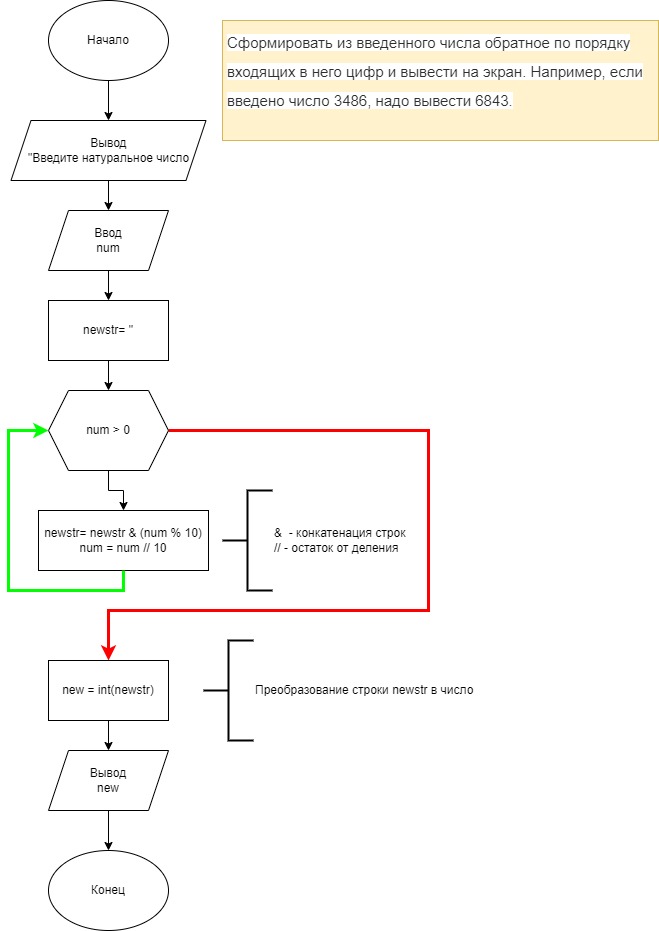 Начало
Сформировать из введенного числа обратное по порядку
входящих в него цифр и вывести на экран. Например, если
введено число 3486, надо вывести 6843.
Вывод
"Введите натуральное число
Ввод
num
newstr= "
num > 0
newstr= newstr & (num % 10)
num = num // 10
& - конкатенация строк
// - остаток от деления
new = int(newstr)
Преобразование строки newstr в число
Вывод
new
Конец